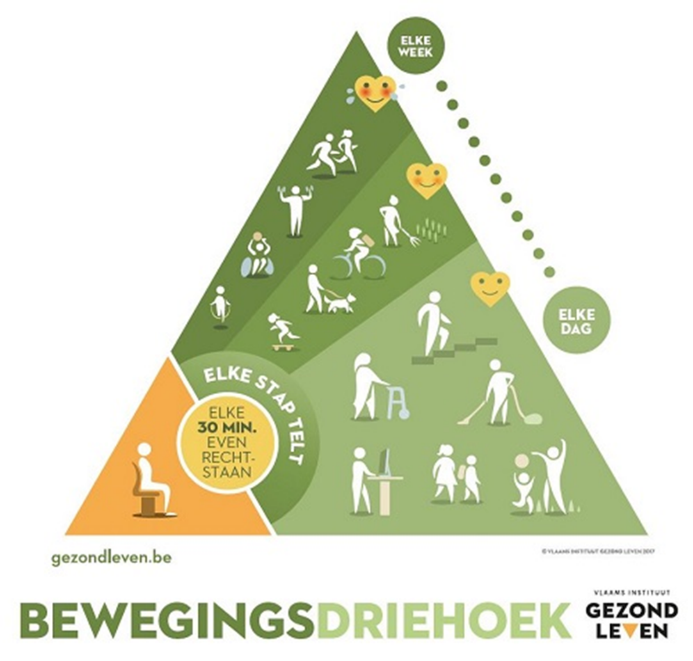 ELKE
WEEK
ELKE
DAG
ELKE STAP TELT
ELKE
30 MIN.
EVEN
RECHT-
STAAN
gezondleven.be
© VLAAMS INSTITUUT GEZOND LEVEN 2017
BEWEGINGSDRIEHOEK
VLAAMS INSTITUUT
GEZOND
LEVEN